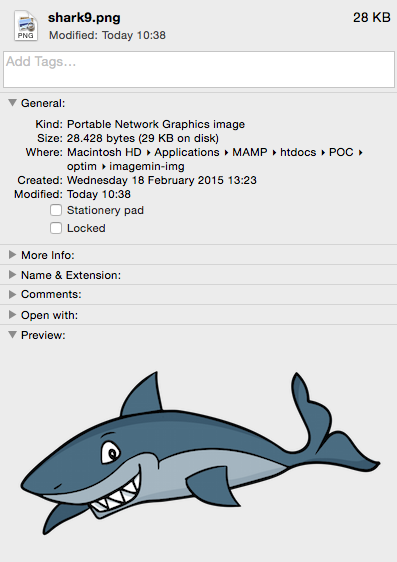 shark9.png
28 KB
PNG
Modified: Today 10:38
Add Tags...
General:
Kind: Portable Network Graphics image
Size: 28.428 bytes (29 KB on disk)
Where: Macintosh HD ▸ Applications ▸ MAMP ▸ htdocs ▸ POC ▸
optim ▸ imagemin-img
Created: Wednesday 18 February 2015 13:23
Modified: Today 10:38
Stationery pad
Locked
More Info:
Name & Extension:
Comments:
Open with:
Preview: